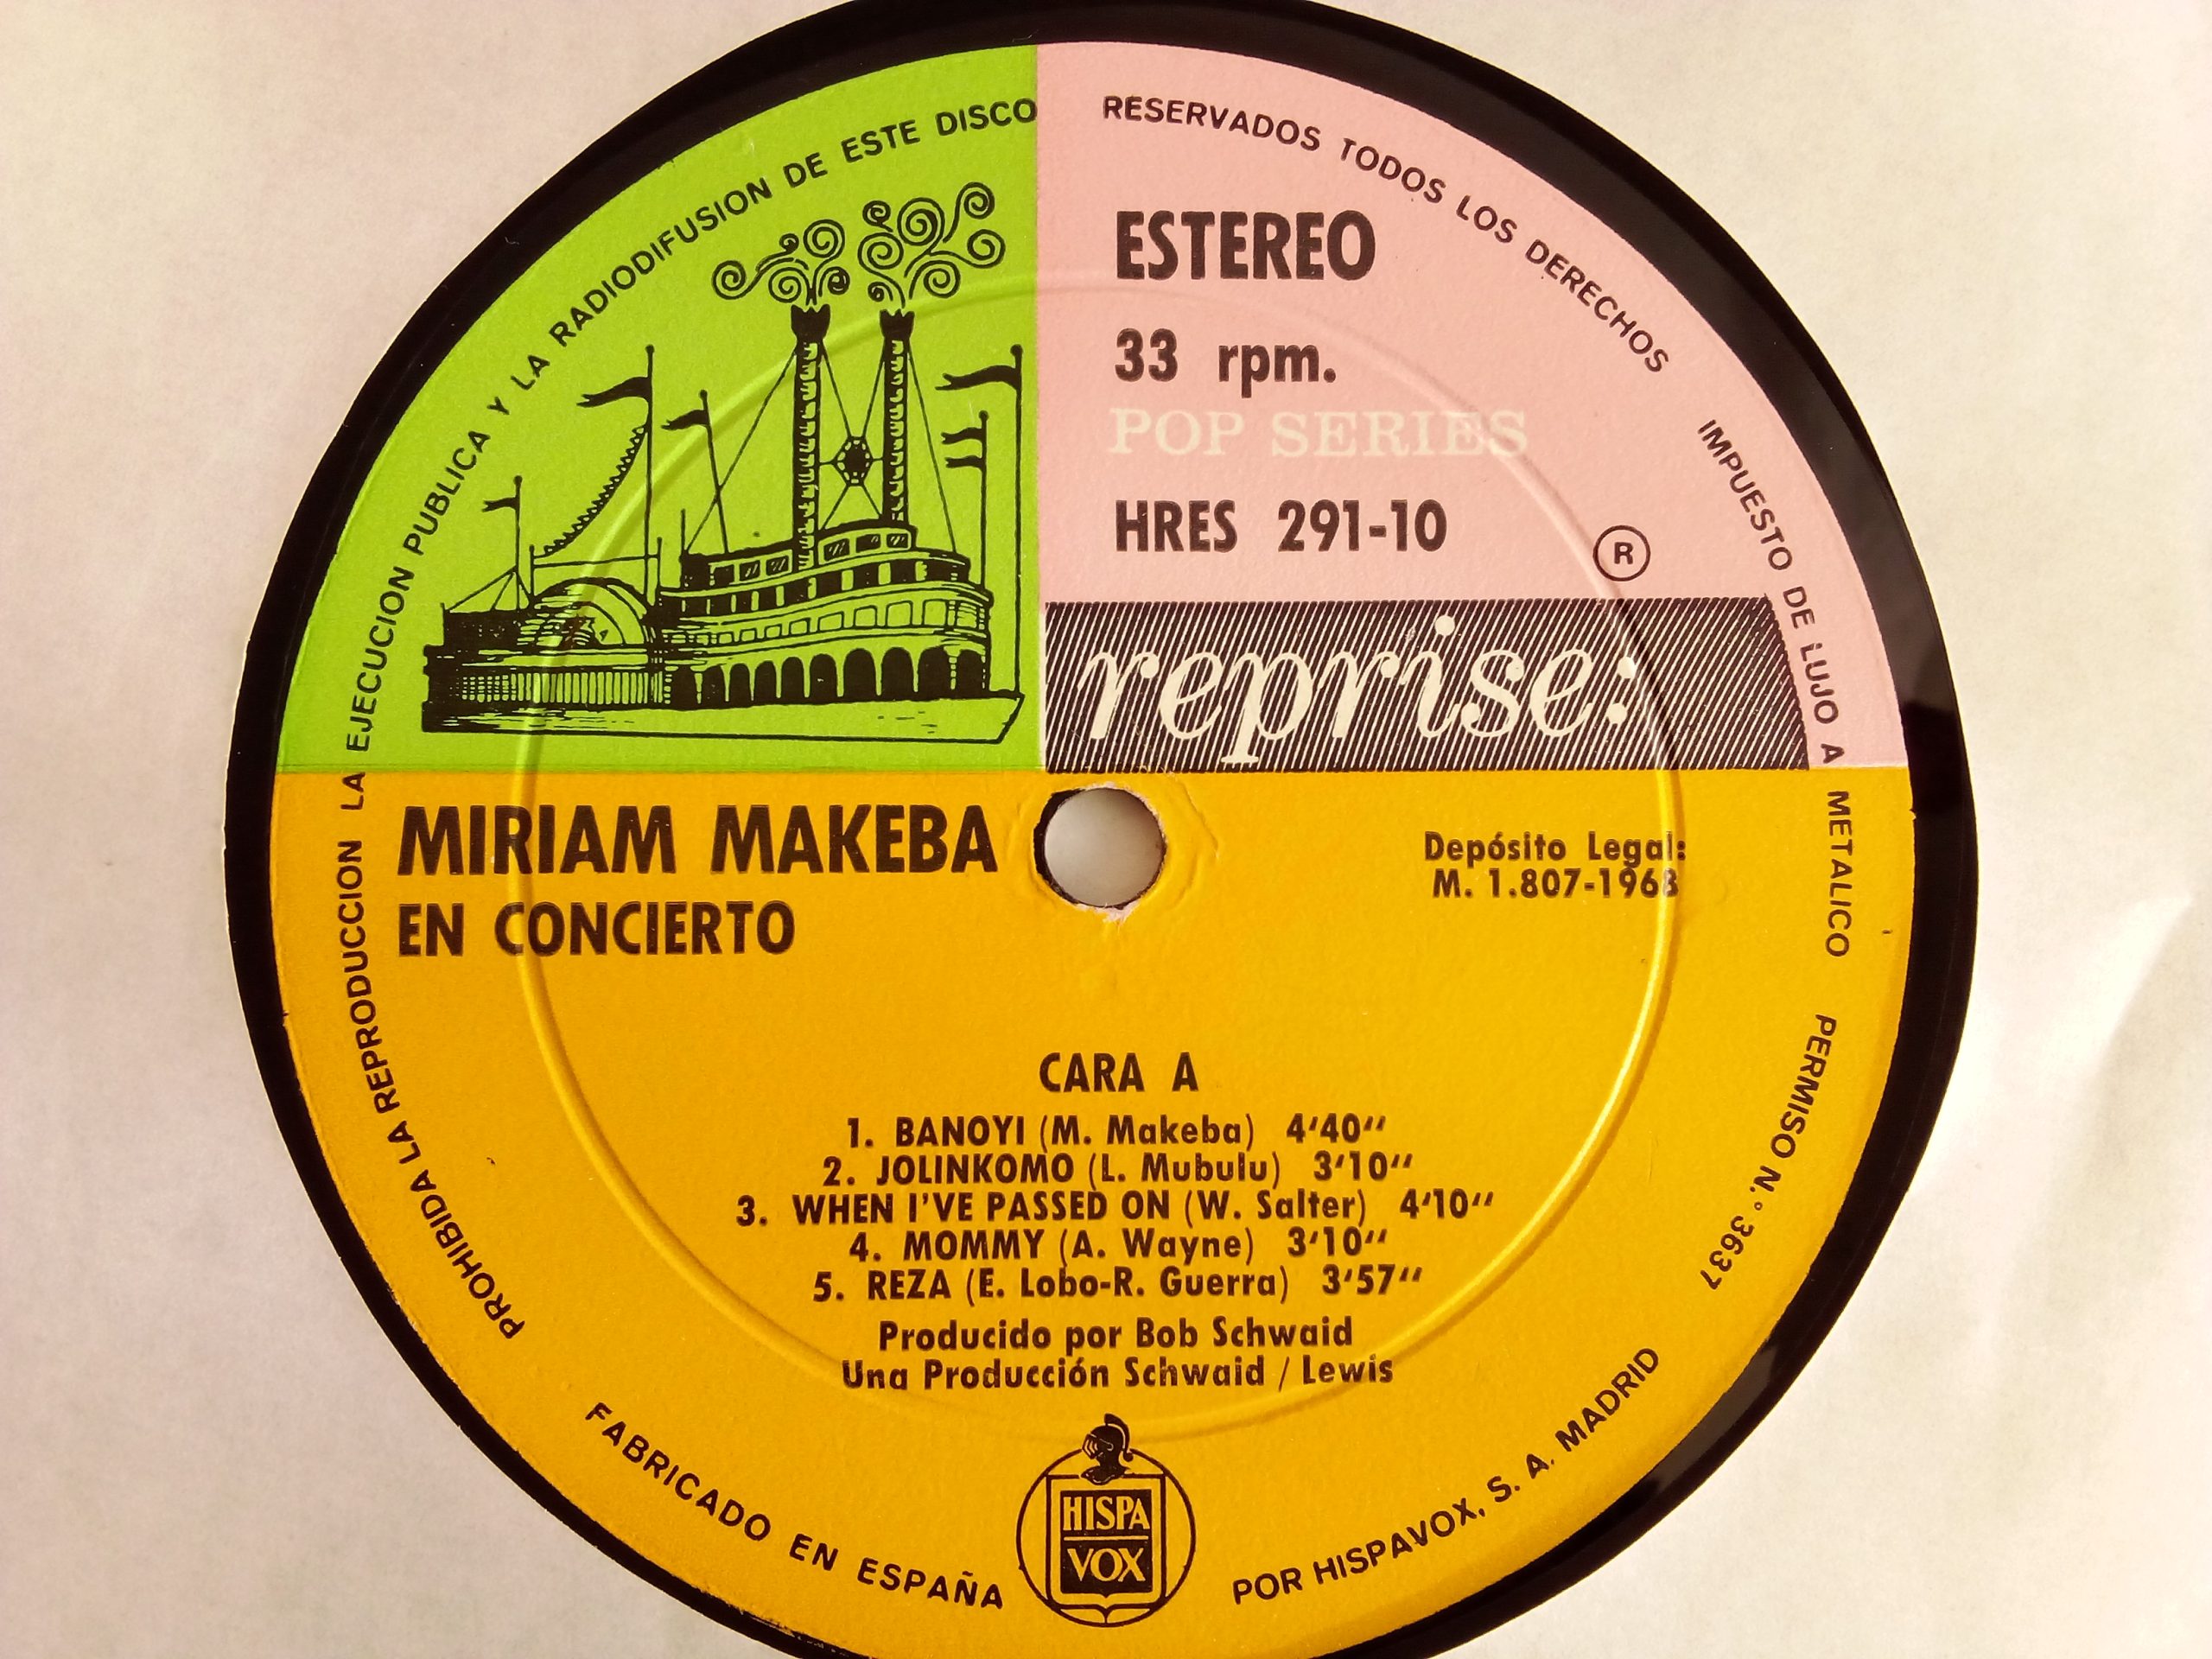 PROHIBIDA LA REPRODUCCION LA EJECUCION PUBLICA Y LA RADIODIFUSION DE ESTE DISCO
RESERVADOS TODOS LOS DERECHOS
IMPUESTO DE LUJO A METALICO PERMISO N.° 3637
ESTEREO
33 rpm.
POP SERIES
HRES 291-10
R
reprise:
MIRIAM MAKEBA
EN CONCIERTO
Depósito Legal:
M. 1.807-1968
CARA A
1. BANOYI (M. Makeba) 4'40''
2. JOLINKOMO (L. Mubulu) 3'10''
3. WHEN I'VE PASSED ON (W. Salter) 4'10''
4. MOMMY (A. Wayne) 3'10''
5. REZA (E. Lobo-R. Guerra) 3'57''
Producido por Bob Schwaid
Una Producción Schwaid / Lewis
HISPA
VOX
FABRICADO EN ESPAÑA
POR HISPAVOX, S. A. MADRID